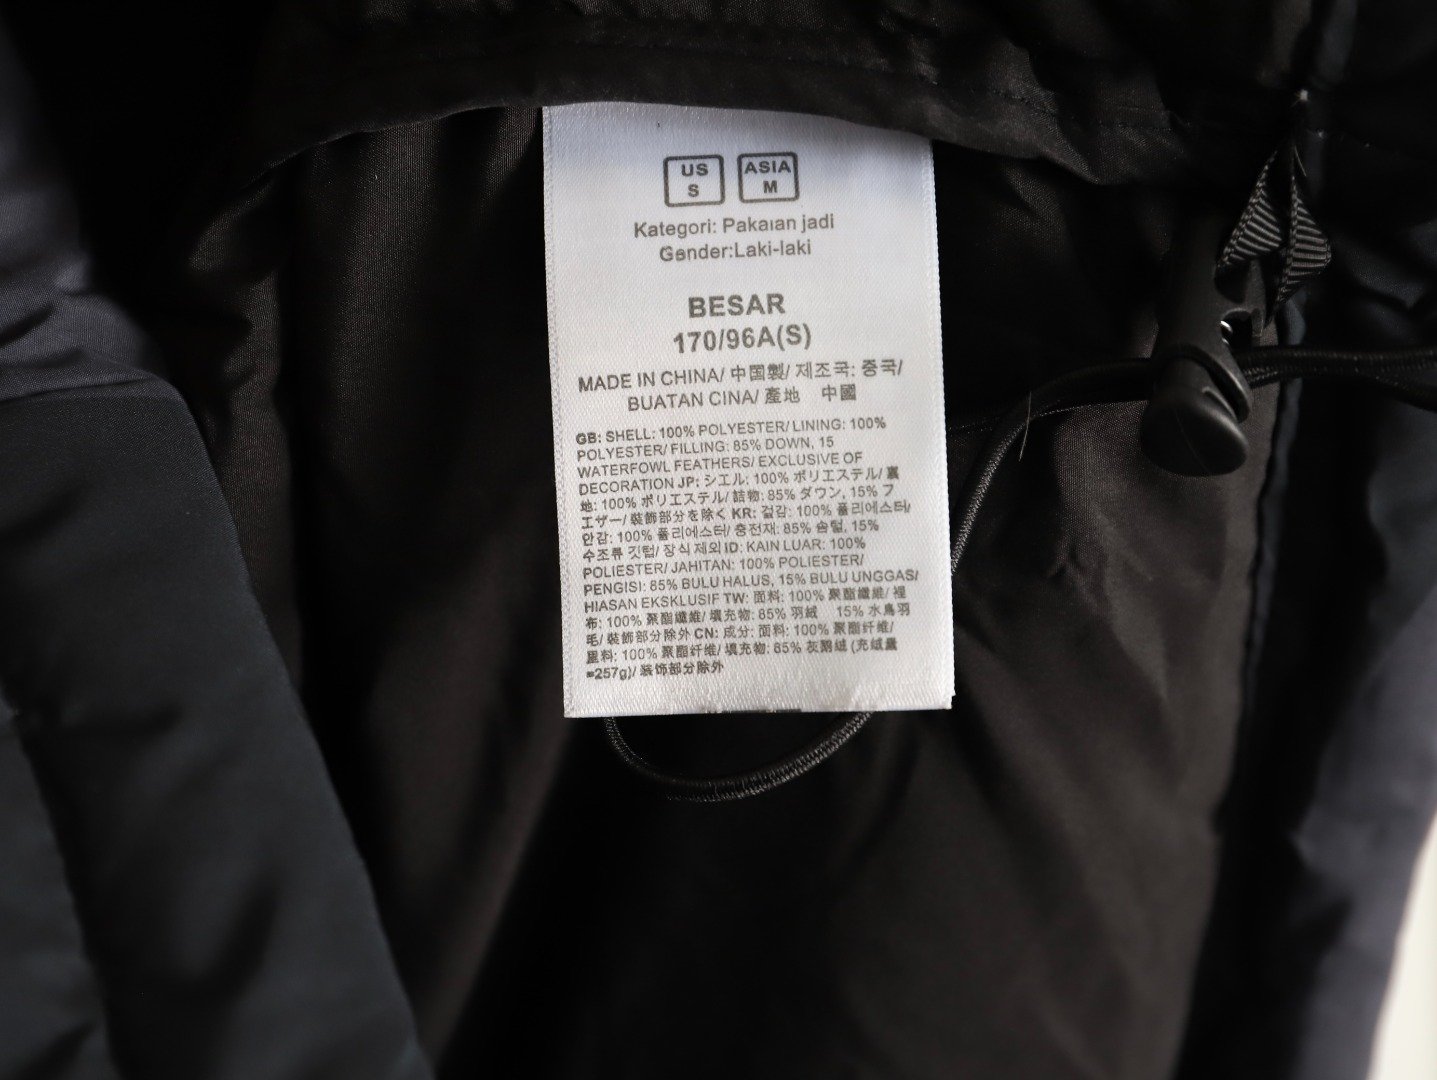 US
S
ASIA
M
Kategori: Pakaian jadi
Gender:Laki-laki
BESAR
170/96A(S)
MADE IN CHINA/ 中国製/ 제조국: 중국/
BUATAN CINA/ 產地 中國
GB: SHELL: 100% POLYESTER/ LINING: 100%
POLYESTER/ FILLING: 85% DOWN, 15
WATERFOWL FEATHERS/ EXCLUSIVE OF
DECORATION JP: シエル: 100% ポリエステル/ 裏
地: 100% ポリエステル/ 詰物: 85% ダウン, 15% フ
エザー/ 装飾部分を除く KR: 겉감: 100% 폴리에스터/
안감: 100% 폴리에스터/ 충전재: 85% 솜털, 15%
수조류 깃털/ 장식 제외 ID: KAIN LUAR: 100%
POLIESTER/ JAHITAN: 100% POLIESTER/
PENGISI: 85% BULU HALUS, 15% BULU UNGGAS/
HIASAN EKSKLUSIF TW: 面料: 100% 聚酯纖維/ 裡
布: 100% 聚酯纖維/ 填充物: 85% 羽絨 15% 水鳥羽
毛/ 裝飾部分除外 CN: 成分: 面料: 100% 聚酯纤维/
里料: 100% 聚酯纤维/ 填充物: 85% 灰鹅绒 (充绒量
=257g)/ 装饰部分除外